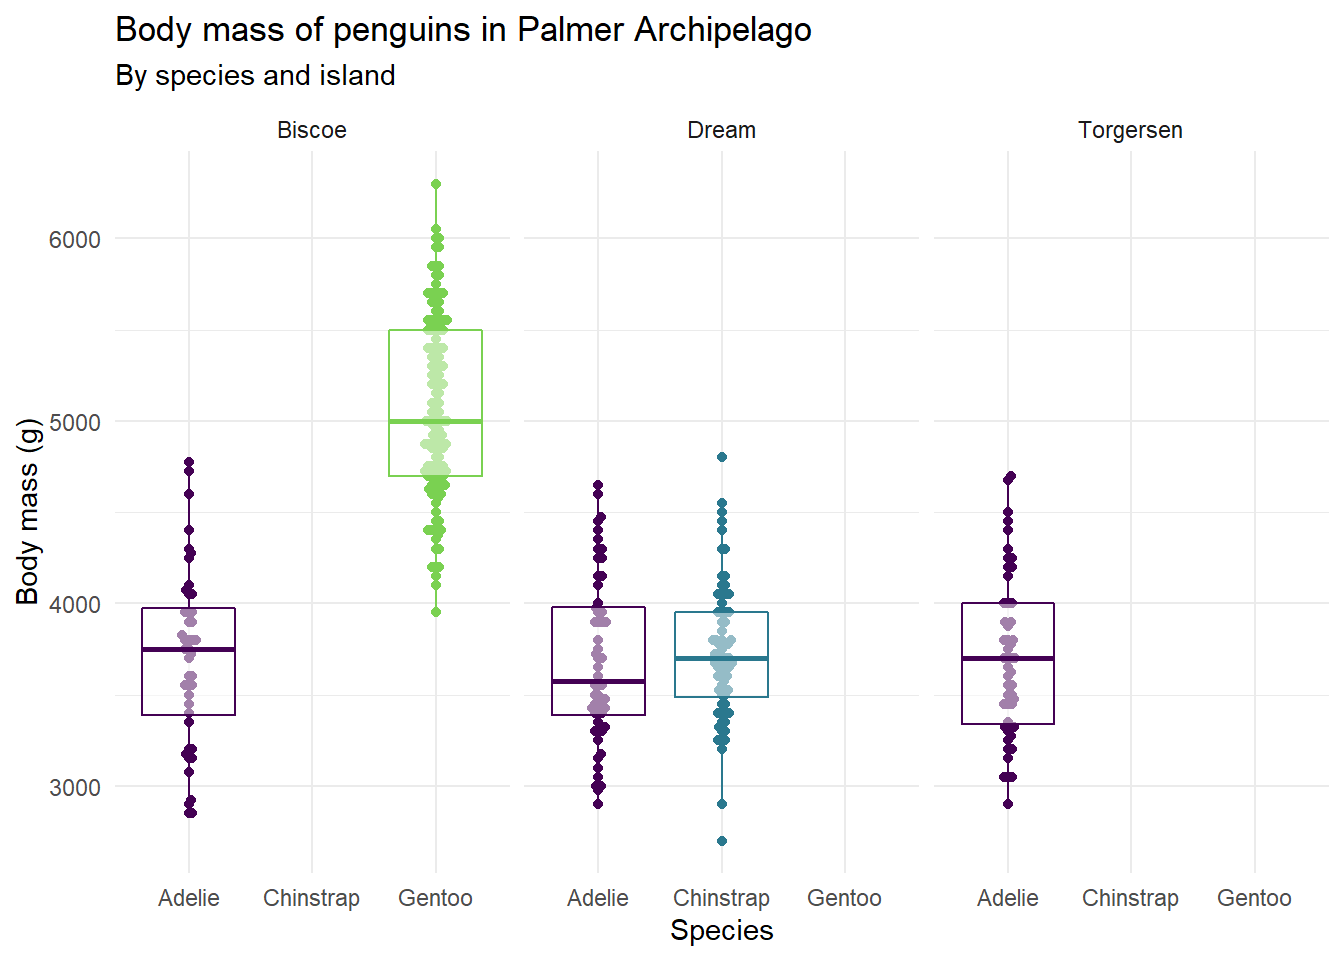 Body mass of penguins in Palmer Archipelago
By species and island
Biscoe Dream Torgersen
6000
5000
4000
3000
Body mass (g)
Adelie Chinstrap Gentoo Adelie Chinstrap Gentoo Adelie Chinstrap Gentoo
Species